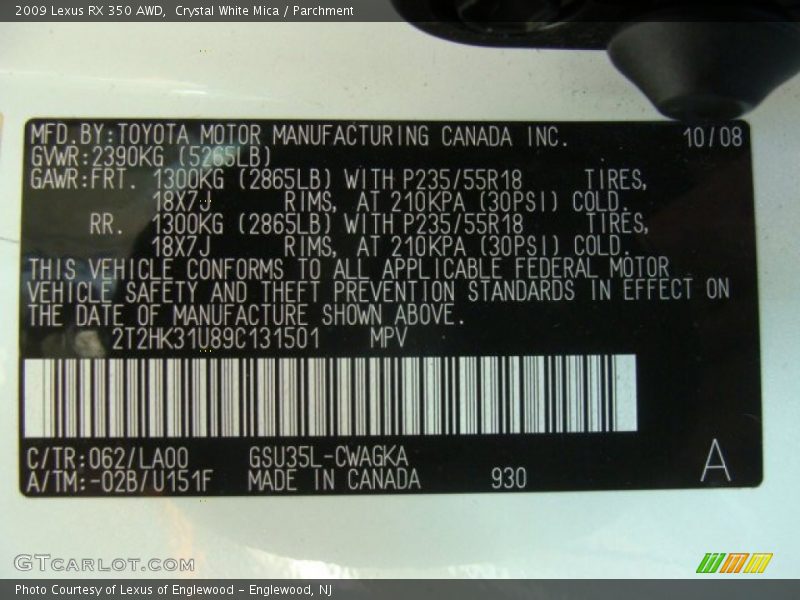 2009 Lexus RX 350 AWD,  Crystal White Mica / Parchment
MFD.BY:TOYOTA MOTOR MANUFACTURING CANADA INC. 10/08
GVWR:2390KG (5265LB)
GAWR:FRT. 1300KG (2865LB) WITH P235/55R18 TIRES,
18X7J RIMS, AT 210KPA (30PSI) COLD.
RR. 1300KG (2865LB) WITH P235/55R18 TIRES,
18X7J RIMS, AT 210KPA (30PSI) COLD.
THIS VEHICLE CONFORMS TO ALL APPLICABLE FEDERAL MOTOR
VEHICLE SAFETY AND THEFT PREVENTION STANDARDS IN EFFECT ON
THE DATE OF MANUFACTURE SHOWN ABOVE.
2T2HK31U89C131501 MPV
C/TR:062/LA00 GSU35L-CWAGKA
A/TM:-02B/U151F MADE IN CANADA 930 A
GTCARLOT.COM
Photo Courtesy of Lexus of Englewood – Englewood, NJ